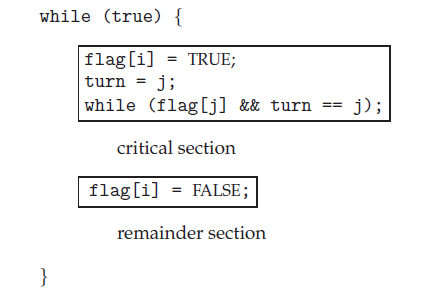 while (true) {
flag[i] = TRUE;
turn = j;
while (flag[j] && turn == j);
critical section
flag[i] = FALSE;
remainder section
}